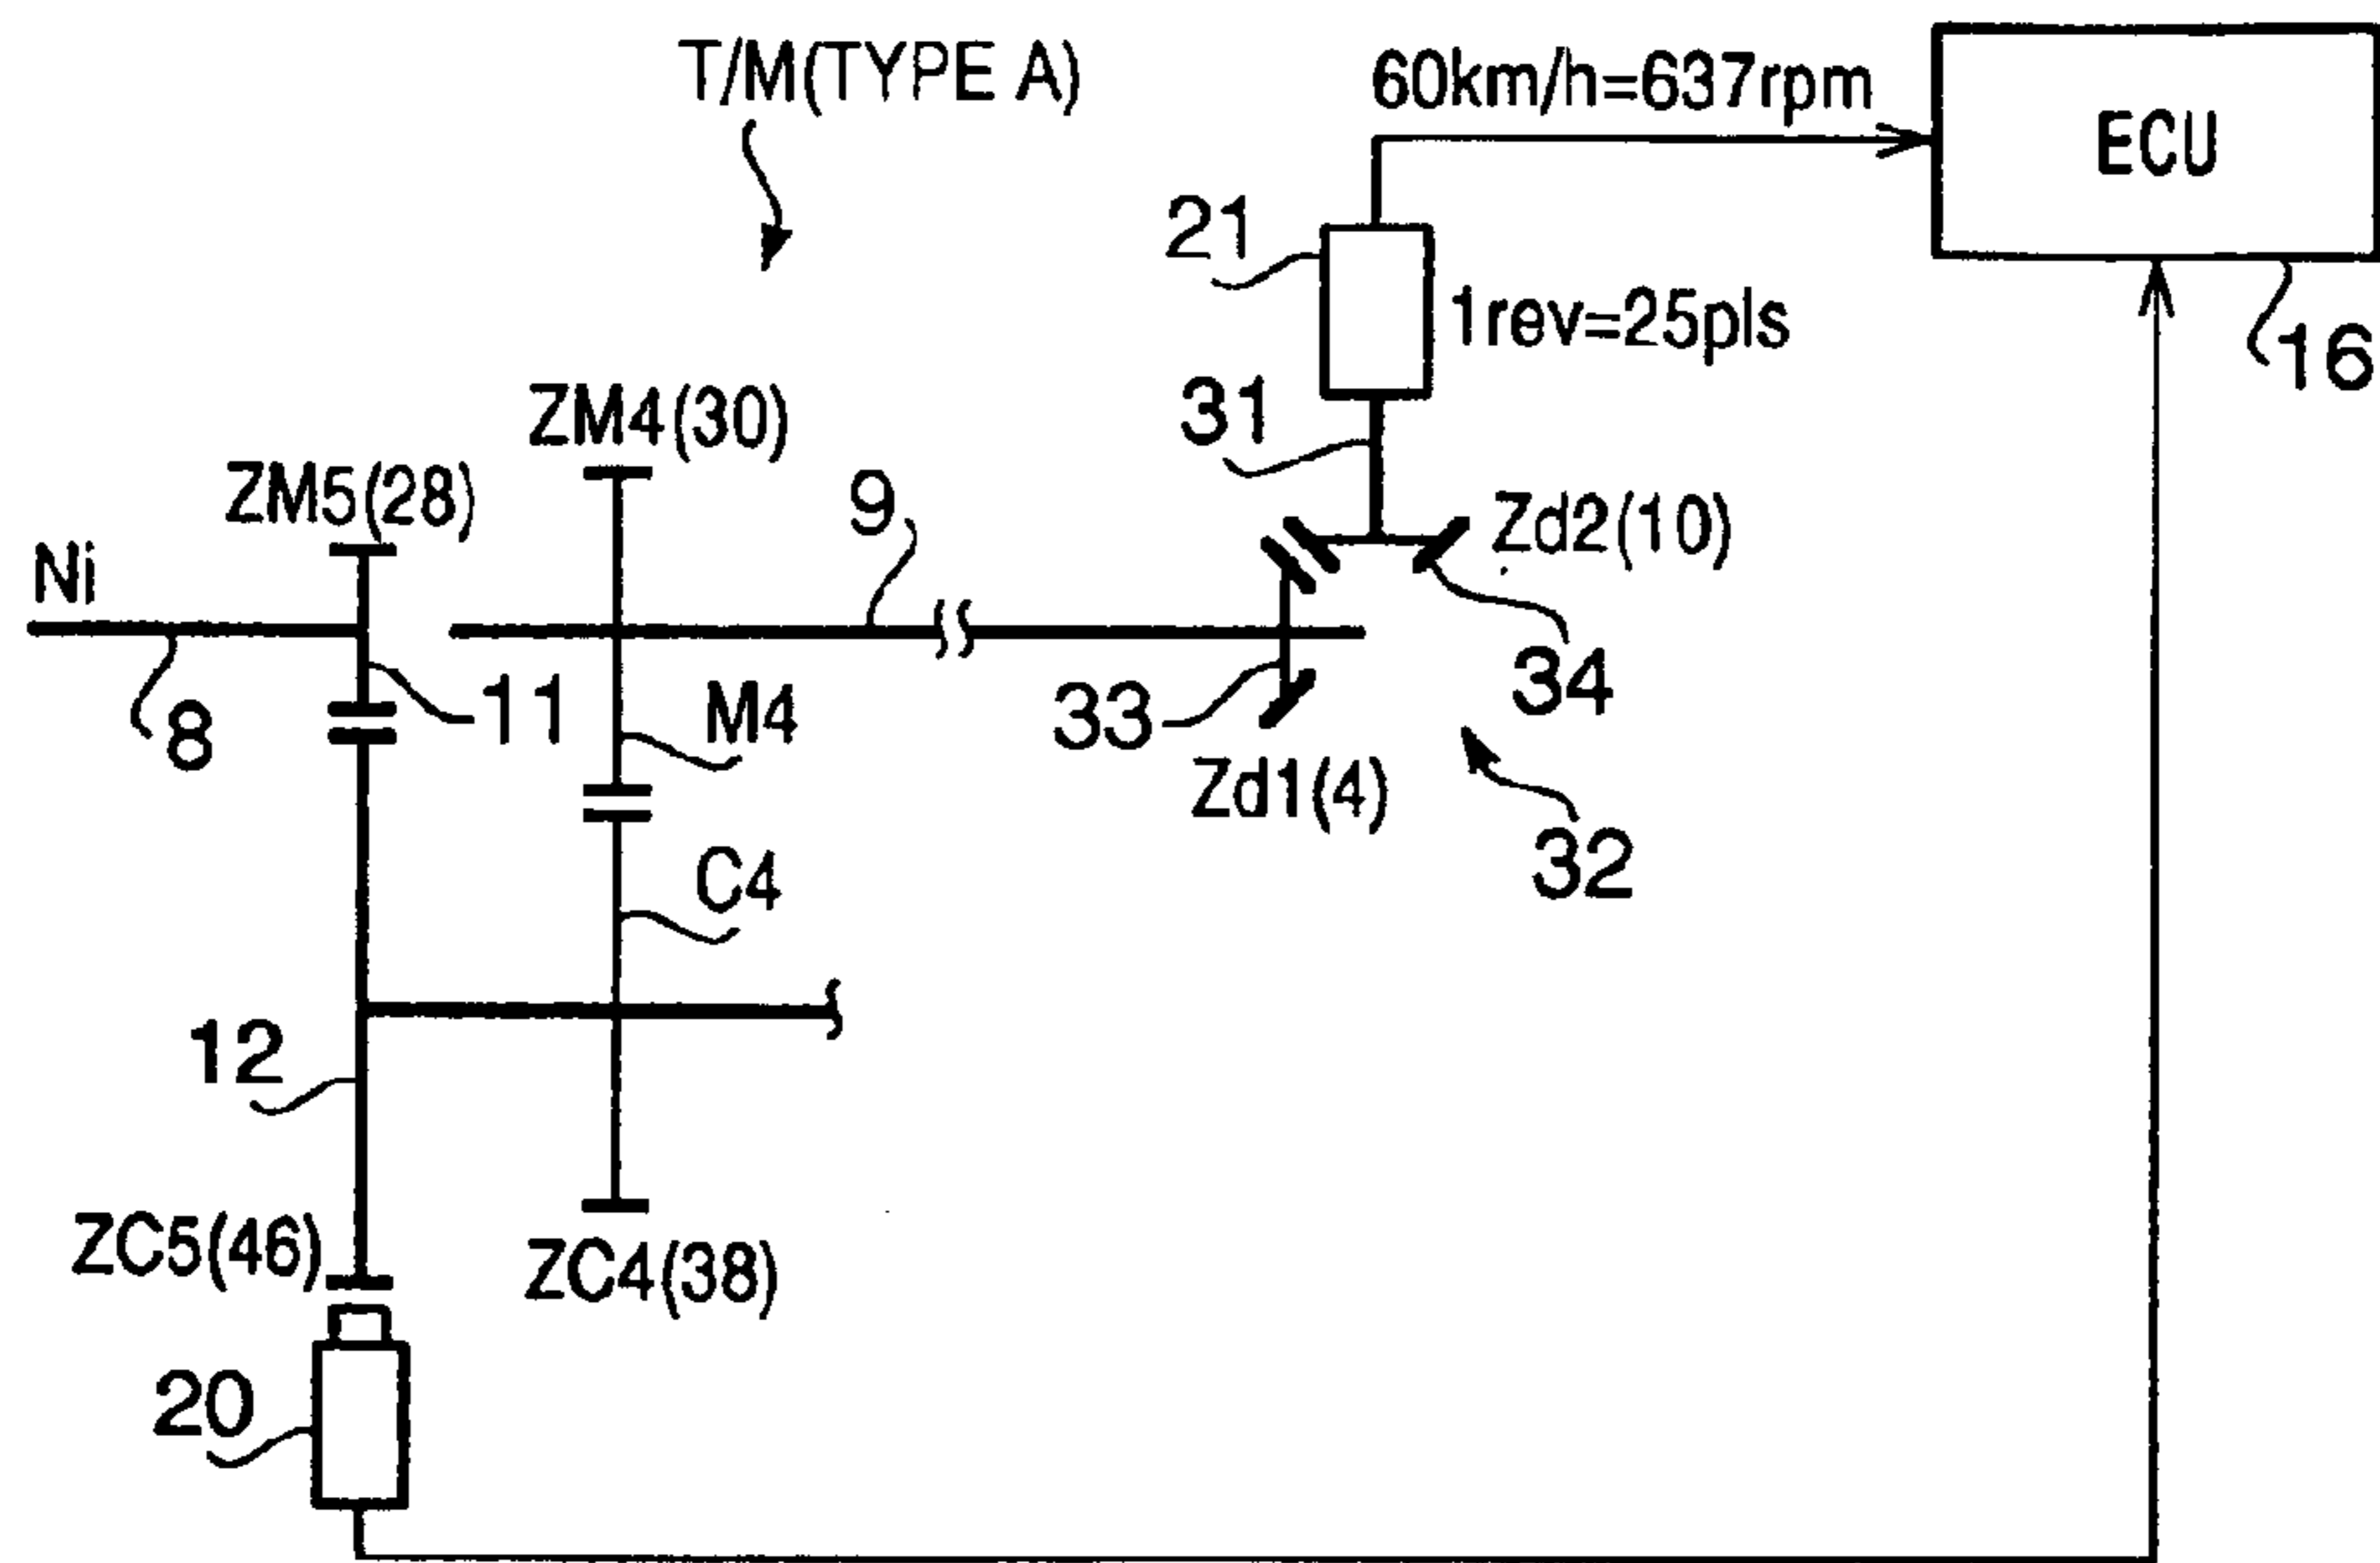 T/M(TYPE A)
60km/h=637rpm
ECU
21
1rev=25pls
16
31
ZM4(30)
ZM5(28)
9
Zd2(10)
Ni
34
8
11
M4
33
Zd1(4)
32
C4
12
ZC5(46)
ZC4(38)
20